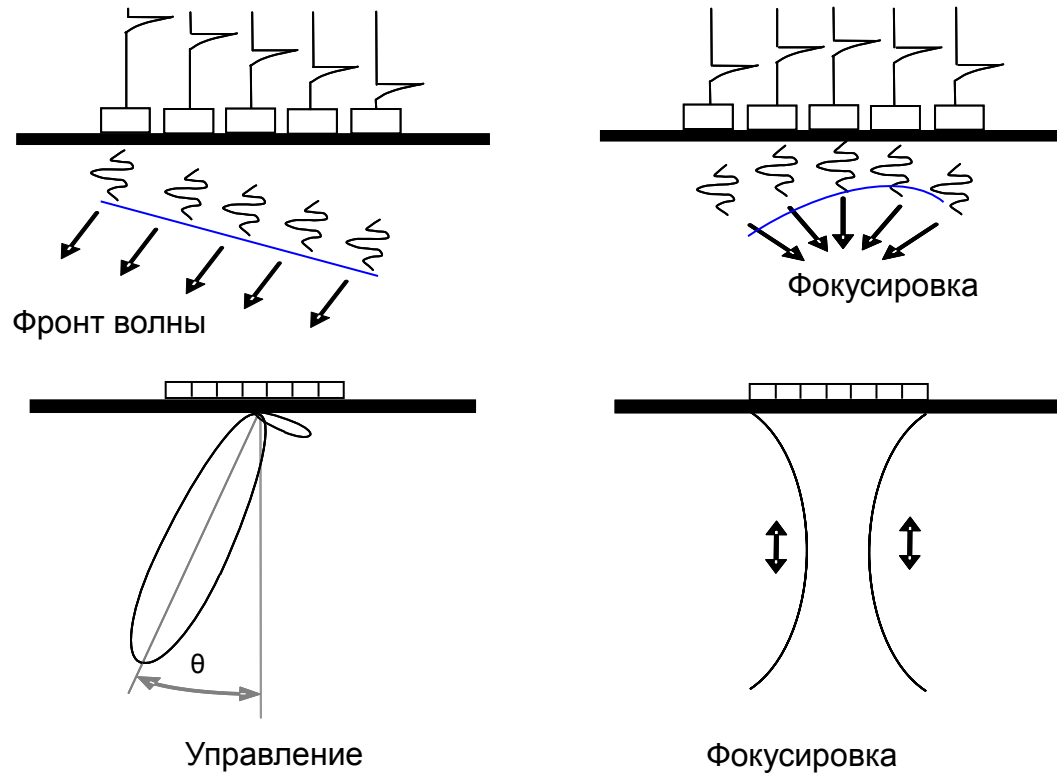 Фокусировка
Фронт волны
θ
Управление
Фокусировка